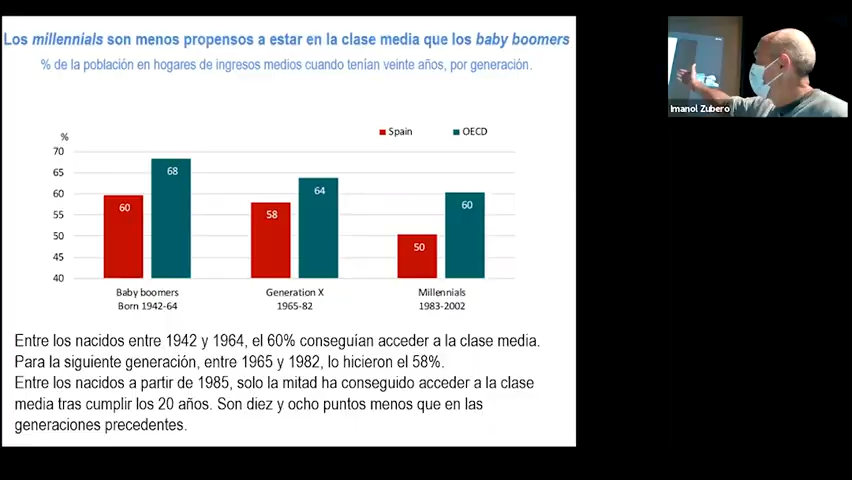 Los millennials son menos propensos a estar en la clase media que los baby boomers
% de la población en hogares de ingresos medios cuando tenían veinte años, por generación.
Imanol Zubero
Spain OECD
%
70
65
60
55
50
45
40
60 68
58 64
50 60
Baby boomers
Born 1942-64
Generation X
1965-82
Millennials
1983-2002
Entre los nacidos entre 1942 y 1964, el 60% conseguían acceder a la clase media.
Para la siguiente generación, entre 1965 y 1982, lo hicieron el 58%.
Entre los nacidos a partir de 1985, solo la mitad ha conseguido acceder a la clase
media tras cumplir los 20 años. Son diez y ocho puntos menos que en las
generaciones precedentes.